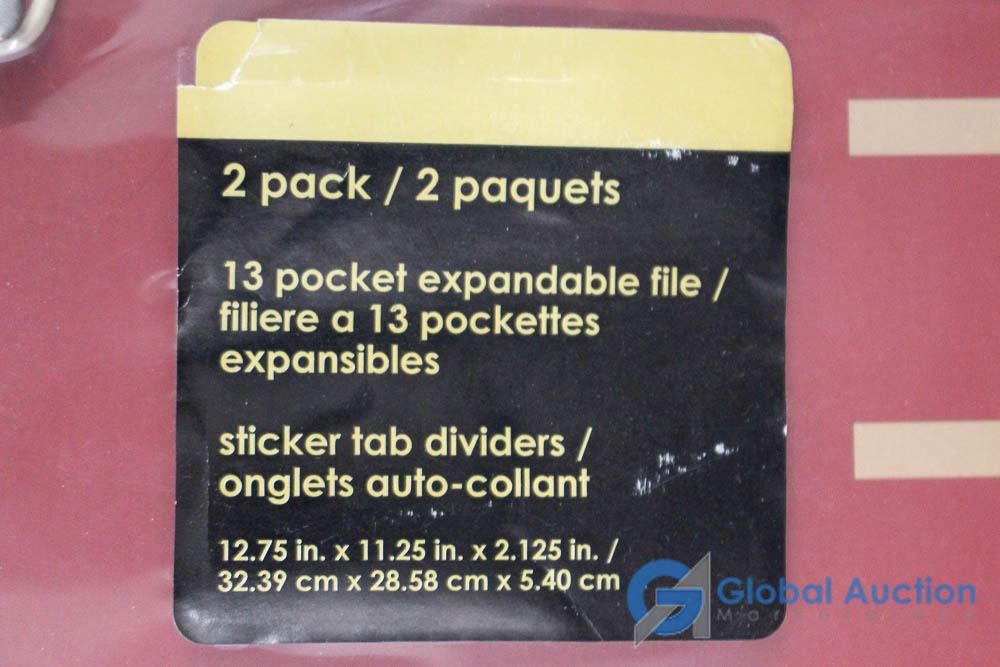 2 pack / 2 paquets
13 pocket expandable file /
filiere a 13 pockettes
expansibles
sticker tab dividers /
onglets auto-collant
12.75 in. x 11.25 in. x 2.125 in. /
32.39 cm x 28.58 cm x 5.40 cm
Global Auction